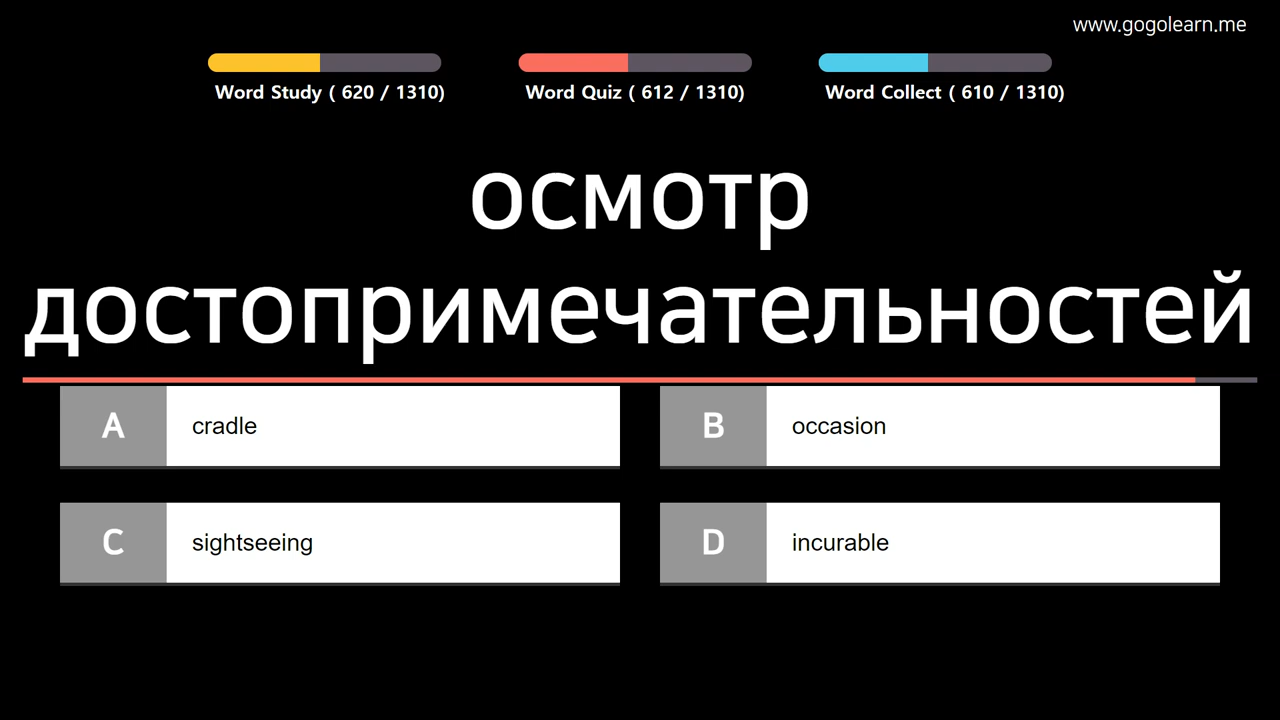 www.gogolearn.me
Word Study ( 620 / 1310)
Word Quiz ( 612 / 1310)
Word Collect ( 610 / 1310)
осмотр
достопримечательностей
A cradle
B occasion
C sightseeing
D incurable